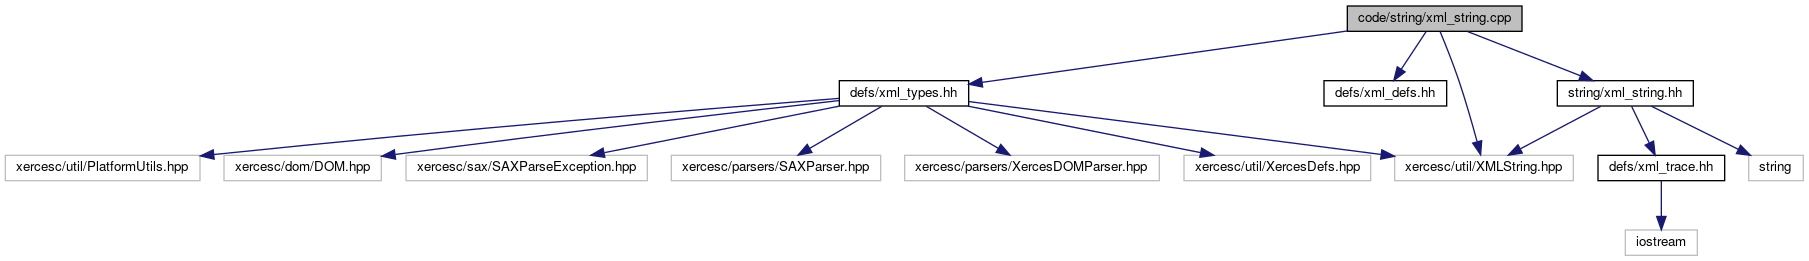 code/string/xml_string.cpp
defs/xml_types.hh
defs/xml_defs.hh
string/xml_string.hh
xercesc/util/PlatformUtils.hpp
xercesc/dom/DOM.hpp
xercesc/sax/SAXParseException.hpp
xercesc/parsers/SAXParser.hpp
xercesc/parsers/XercesDOMParser.hpp
xercesc/util/XercesDefs.hpp
xercesc/util/XMLString.hpp
defs/xml_trace.hh
string
iostream